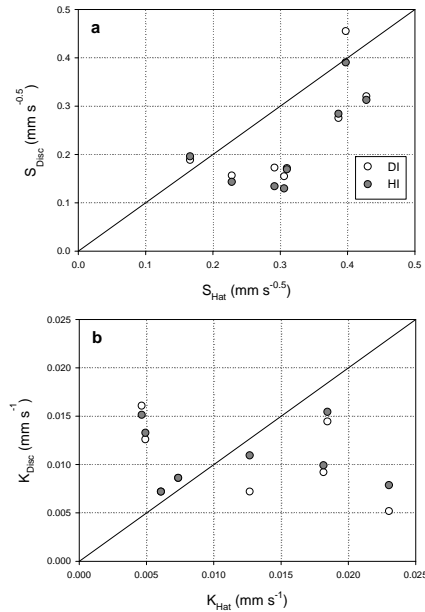 0.5
a
0.4
0.3
0.2
0.1
0.0
S_Disc (mm s^-0.5)
DI
HI
0.0 0.1 0.2 0.3 0.4 0.5
S_Hat (mm s^-0.5)
0.025
b
0.020
0.015
0.010
0.005
0.000
K_Disc (mm s^-1)
0.000 0.005 0.010 0.015 0.020 0.025
K_Hat (mm s^-1)